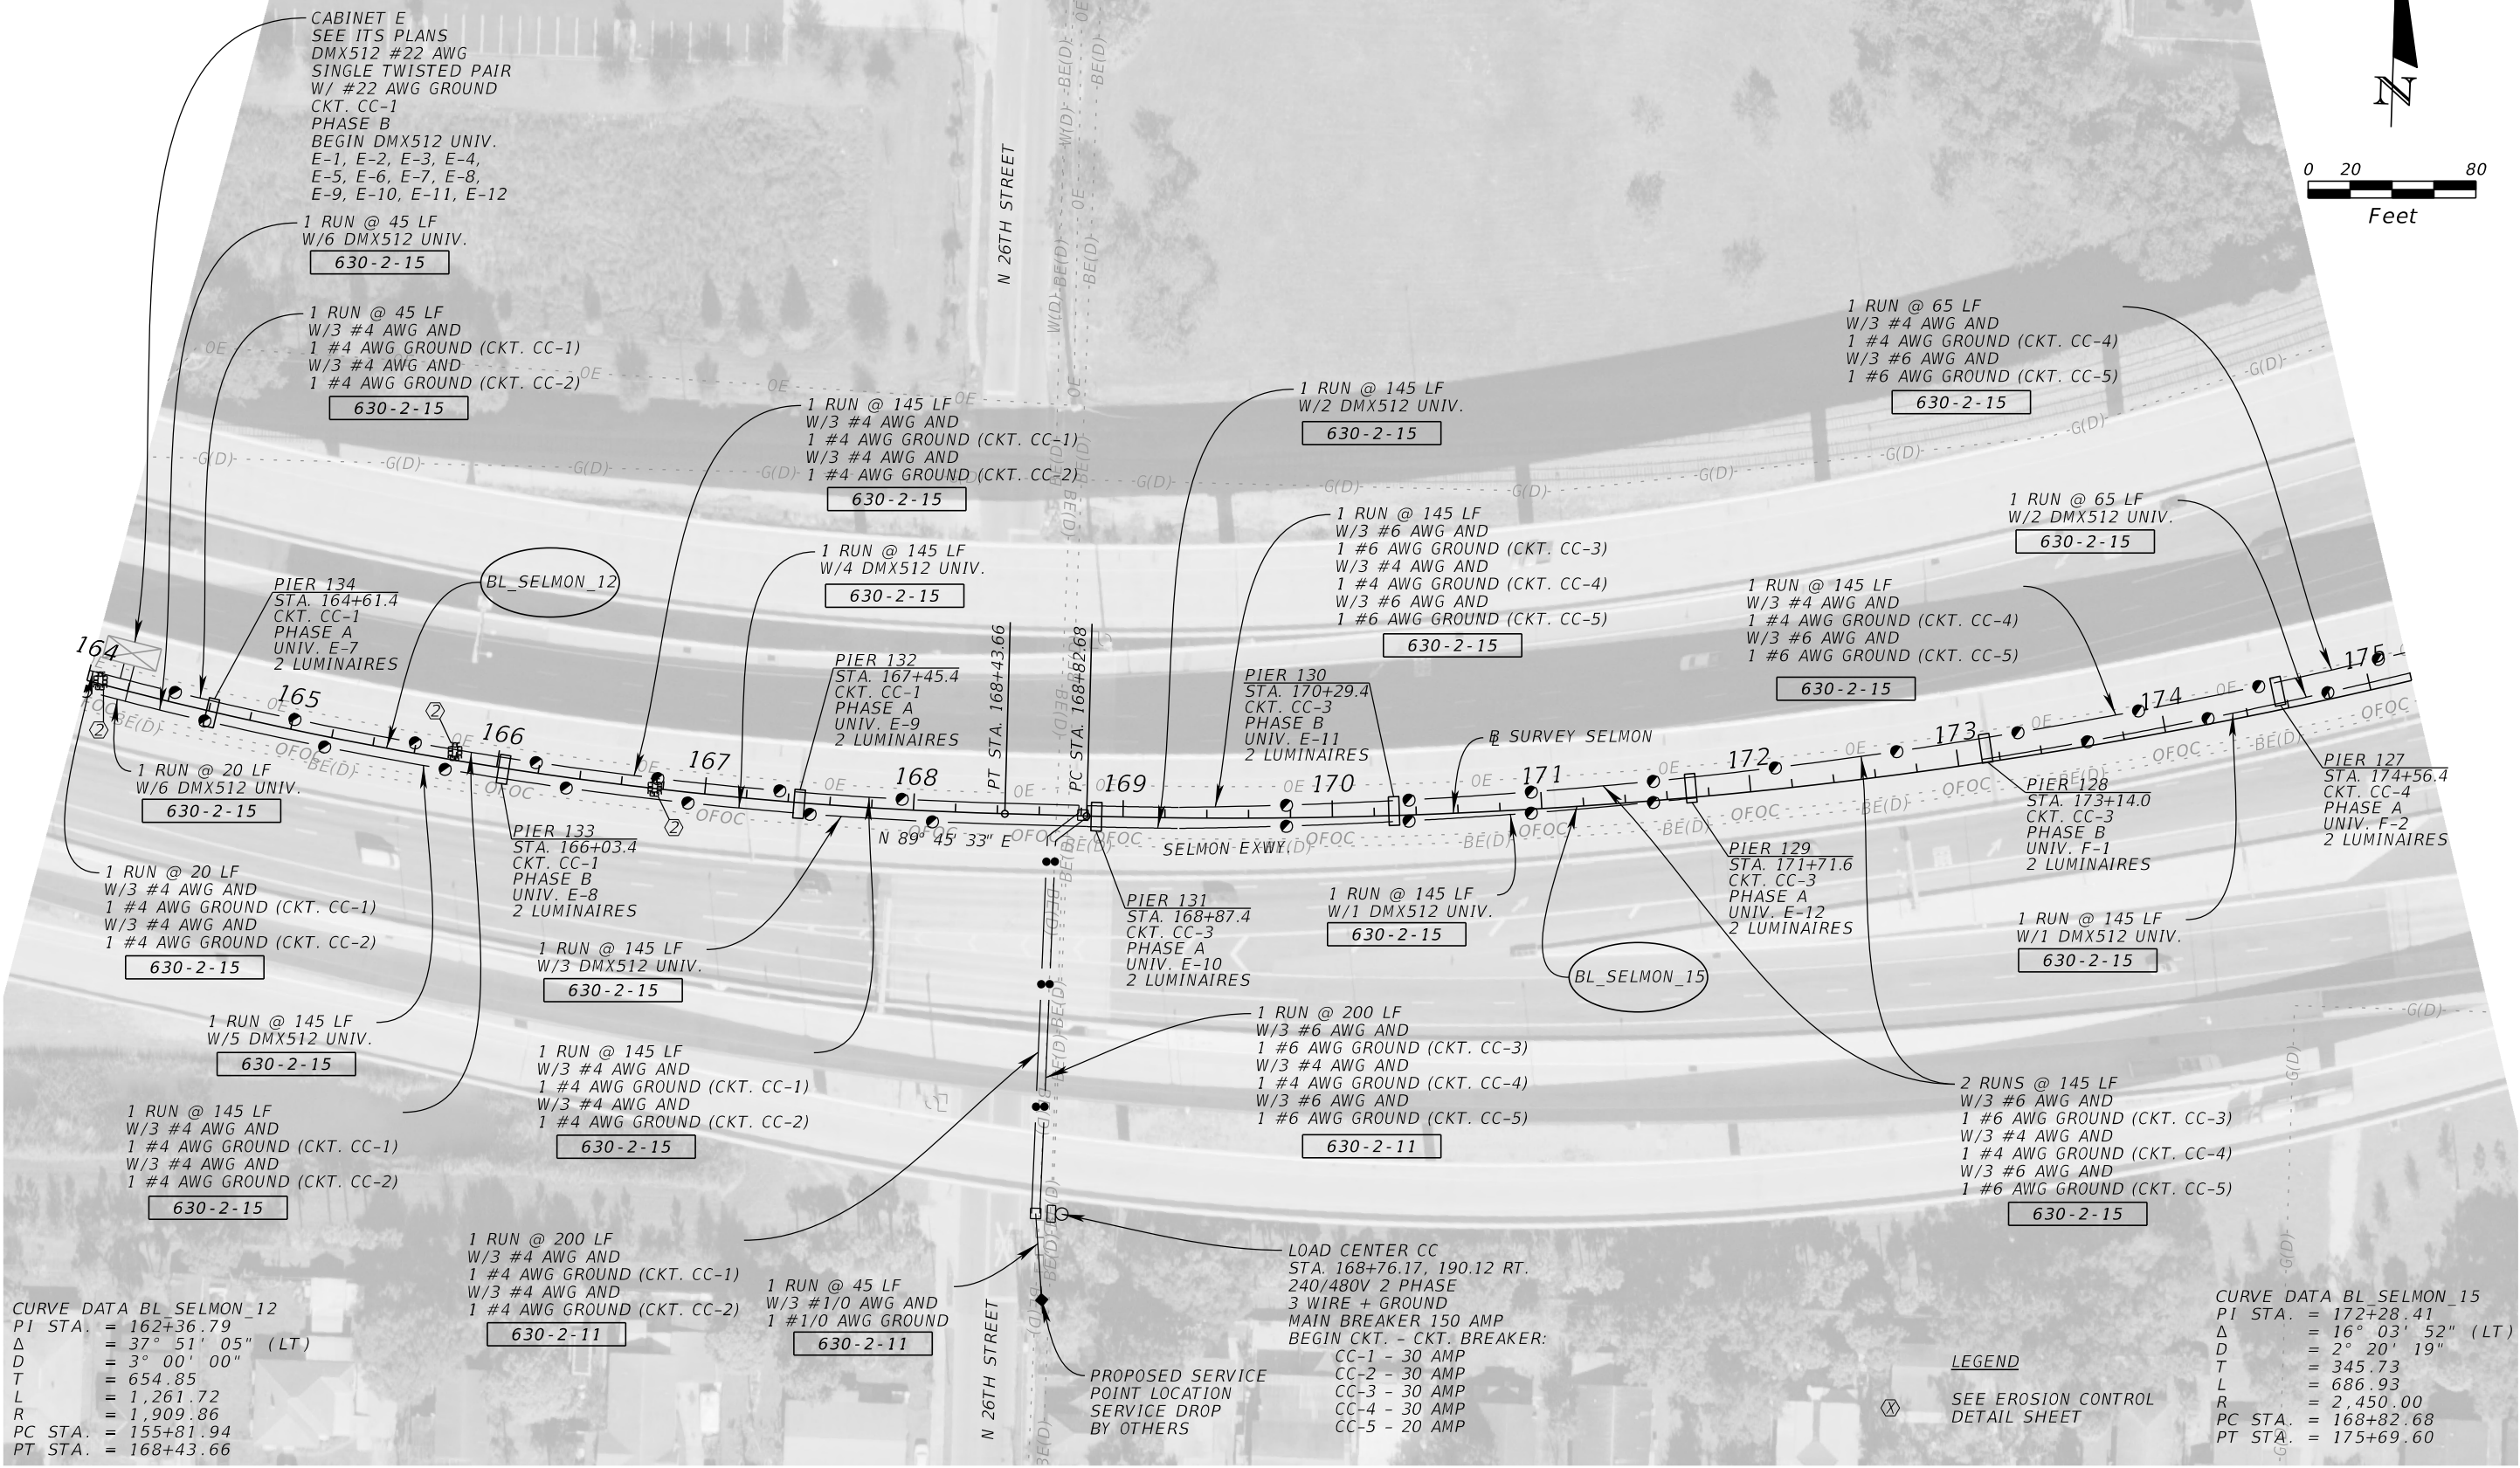 CABINET E
SEE ITS PLANS
DMX512 #22 AWG
SINGLE TWISTED PAIR
W/ #22 AWG GROUND
CKT. CC-1
PHASE B
BEGIN DMX512 UNIV.
E-1, E-2, E-3, E-4,
E-5, E-6, E-7, E-8,
E-9, E-10, E-11, E-12
1 RUN @ 45 LF
W/6 DMX512 UNIV.
630-2-15
1 RUN @ 45 LF
W/3 #4 AWG AND
1 #4 AWG GROUND (CKT. CC-1)
W/3 #4 AWG AND
1 #4 AWG GROUND (CKT. CC-2)
630-2-15
N 26TH STREET
N
0 20 80
Feet
1 RUN @ 145 LF
W/3 #4 AWG AND
1 #4 AWG GROUND (CKT. CC-1)
W/3 #4 AWG AND
1 #4 AWG GROUND (CKT. CC-2)
630-2-15
1 RUN @ 145 LF
W/2 DMX512 UNIV.
630-2-15
1 RUN @ 65 LF
W/3 #4 AWG AND
1 #4 AWG GROUND (CKT. CC-4)
W/3 #6 AWG AND
1 #6 AWG GROUND (CKT. CC-5)
630-2-15
1 RUN @ 145 LF
W/4 DMX512 UNIV.
630-2-15
1 RUN @ 145 LF
W/3 #6 AWG AND
1 #6 AWG GROUND (CKT. CC-3)
W/3 #4 AWG AND
1 #4 AWG GROUND (CKT. CC-4)
W/3 #6 AWG AND
1 #6 AWG GROUND (CKT. CC-5)
630-2-15
1 RUN @ 65 LF
W/2 DMX512 UNIV.
630-2-15
1 RUN @ 145 LF
W/3 #4 AWG AND
1 #4 AWG GROUND (CKT. CC-4)
W/3 #6 AWG AND
1 #6 AWG GROUND (CKT. CC-5)
630-2-15
BL_SELMON_12
PIER 134
STA. 164+61.4
CKT. CC-1
PHASE A
UNIV. E-7
2 LUMINAIRES
PIER 132
STA. 167+45.4
CKT. CC-1
PHASE A
UNIV. E-9
2 LUMINAIRES
PT STA. 168+43.66
PC STA. 168+82.68
PIER 130
STA. 170+29.4
CKT. CC-3
PHASE B
UNIV. E-11
2 LUMINAIRES
B SURVEY SELMON
164
165
166
167
168
169
170
171
172
173
174
175
2
2
2
N 89° 45' 33" E
SELMON EXWY.
1 RUN @ 20 LF
W/6 DMX512 UNIV.
630-2-15
1 RUN @ 20 LF
W/3 #4 AWG AND
1 #4 AWG GROUND (CKT. CC-1)
W/3 #4 AWG AND
1 #4 AWG GROUND (CKT. CC-2)
630-2-15
PIER 133
STA. 166+03.4
CKT. CC-1
PHASE B
UNIV. E-8
2 LUMINAIRES
1 RUN @ 145 LF
W/3 DMX512 UNIV.
630-2-15
PIER 131
STA. 168+87.4
CKT. CC-3
PHASE A
UNIV. E-10
2 LUMINAIRES
1 RUN @ 145 LF
W/1 DMX512 UNIV.
630-2-15
PIER 129
STA. 171+71.6
CKT. CC-3
PHASE A
UNIV. E-12
2 LUMINAIRES
PIER 128
STA. 173+14.0
CKT. CC-3
PHASE B
UNIV. F-1
2 LUMINAIRES
PIER 127
STA. 174+56.4
CKT. CC-4
PHASE A
UNIV. F-2
2 LUMINAIRES
1 RUN @ 145 LF
W/1 DMX512 UNIV.
630-2-15
BL_SELMON_15
1 RUN @ 145 LF
W/5 DMX512 UNIV.
630-2-15
1 RUN @ 145 LF
W/3 #4 AWG AND
1 #4 AWG GROUND (CKT. CC-1)
W/3 #4 AWG AND
1 #4 AWG GROUND (CKT. CC-2)
630-2-15
1 RUN @ 145 LF
W/3 #4 AWG AND
1 #4 AWG GROUND (CKT. CC-1)
W/3 #4 AWG AND
1 #4 AWG GROUND (CKT. CC-2)
630-2-15
1 RUN @ 200 LF
W/3 #6 AWG AND
1 #6 AWG GROUND (CKT. CC-3)
W/3 #4 AWG AND
1 #4 AWG GROUND (CKT. CC-4)
W/3 #6 AWG AND
1 #6 AWG GROUND (CKT. CC-5)
630-2-11
2 RUNS @ 145 LF
W/3 #6 AWG AND
1 #6 AWG GROUND (CKT. CC-3)
W/3 #4 AWG AND
1 #4 AWG GROUND (CKT. CC-4)
W/3 #6 AWG AND
1 #6 AWG GROUND (CKT. CC-5)
630-2-15
1 RUN @ 200 LF
W/3 #4 AWG AND
1 #4 AWG GROUND (CKT. CC-1)
W/3 #4 AWG AND
1 #4 AWG GROUND (CKT. CC-2)
630-2-11
1 RUN @ 45 LF
W/3 #1/0 AWG AND
1 #1/0 AWG GROUND
630-2-11
N 26TH STREET
PROPOSED SERVICE
POINT LOCATION
SERVICE DROP
BY OTHERS
LOAD CENTER CC
STA. 168+76.17, 190.12 RT.
240/480V 2 PHASE
3 WIRE + GROUND
MAIN BREAKER 150 AMP
BEGIN CKT. - CKT. BREAKER:
CC-1 - 30 AMP
CC-2 - 30 AMP
CC-3 - 30 AMP
CC-4 - 30 AMP
CC-5 - 20 AMP
CURVE DATA BL_SELMON_12
PI STA. = 162+36.79
Δ = 37° 51' 05" (LT)
D = 3° 00' 00"
T = 654.85
L = 1,261.72
R = 1,909.86
PC STA. = 155+81.94
PT STA. = 168+43.66
LEGEND
X SEE EROSION CONTROL
DETAIL SHEET
CURVE DATA BL_SELMON_15
PI STA. = 172+28.41
Δ = 16° 03' 52" (LT)
D = 2° 20' 19"
T = 345.73
L = 686.93
R = 2,450.00
PC STA. = 168+82.68
PT STA. = 175+69.60